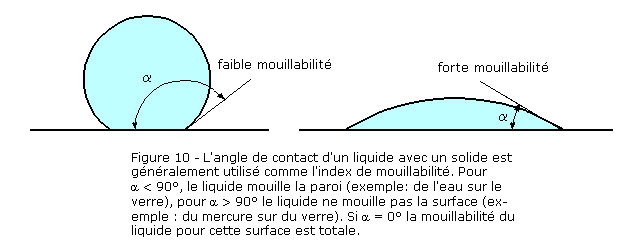 faible mouillabilité
α
forte mouillabilité
α
Figure 10 - L'angle de contact d'un liquide avec un solide est
généralement utilisé comme l'index de mouillabilité. Pour
α < 90°, le liquide mouille la paroi (exemple: de l'eau sur le
verre), pour α > 90° le liquide ne mouille pas la surface (ex-
emple : du mercure sur du verre). Si α = 0° la mouillabilité du
liquide pour cette surface est totale.